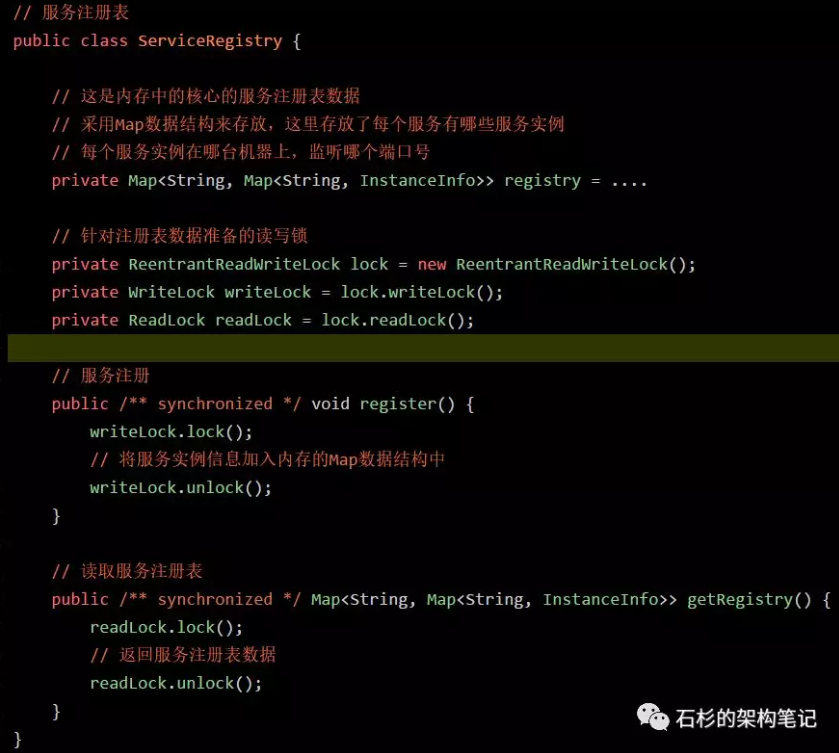 // 服务注册表
public class ServiceRegistry {
// 这是内存中的核心的服务注册表数据
// 采用Map数据结构来存放，这里存放了每个服务有哪些服务实例
// 每个服务实例在哪台机器上，监听哪个端口号
private Map<String, Map<String, InstanceInfo>> registry = ....
// 针对注册表数据准备的读写锁
private ReentrantReadWriteLock lock = new ReentrantReadWriteLock();
private WriteLock writeLock = lock.writeLock();
private ReadLock readLock = lock.readLock();
// 服务注册
public /** synchronized */ void register() {
writeLock.lock();
// 将服务实例信息加入内存的Map数据结构中
writeLock.unlock();
}
// 读取服务注册表
public /** synchronized */ Map<String, Map<String, InstanceInfo>> getRegistry() {
readLock.lock();
// 返回服务注册表数据
readLock.unlock();
}
}
石杉的架构笔记